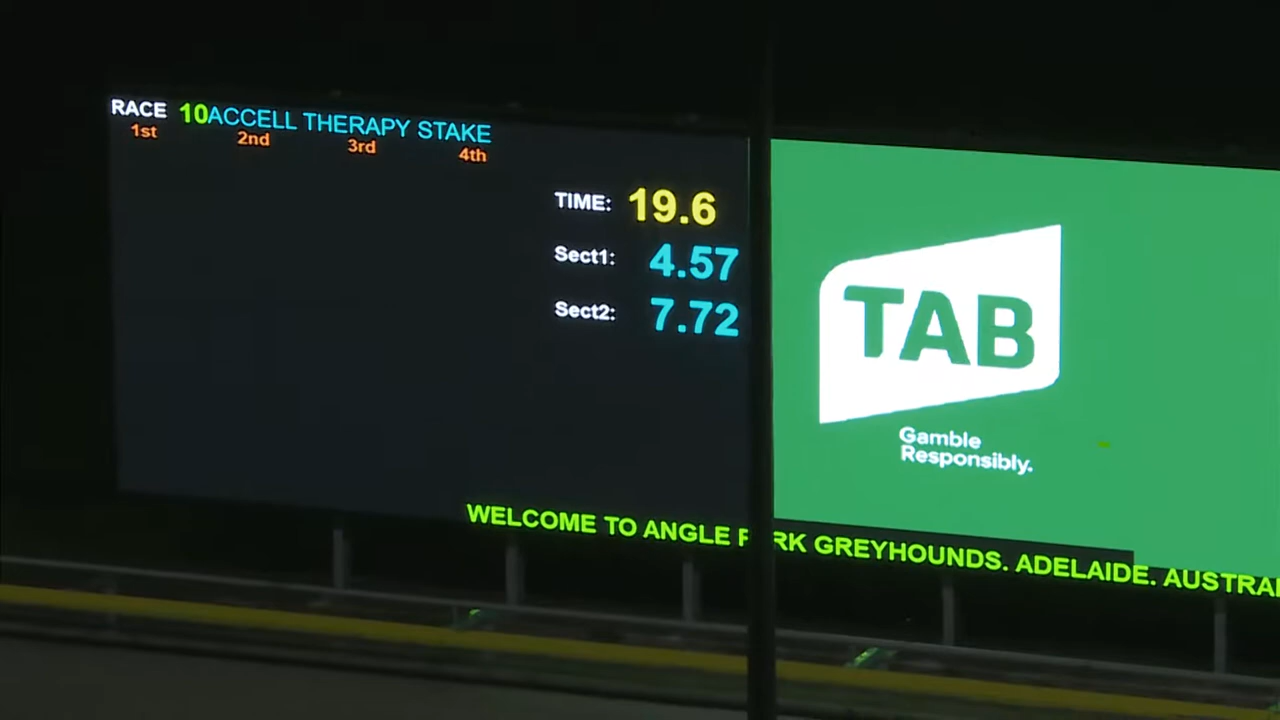 RACE 10ACCELL THERAPY STAKE
1st 2nd 3rd 4th
TIME: 19.6
Sect1: 4.57
Sect2: 7.72
TAB
Gamble
Responsibly.
WELCOME TO ANGLE P RK GREYHOUNDS. ADELAIDE. AUSTRA